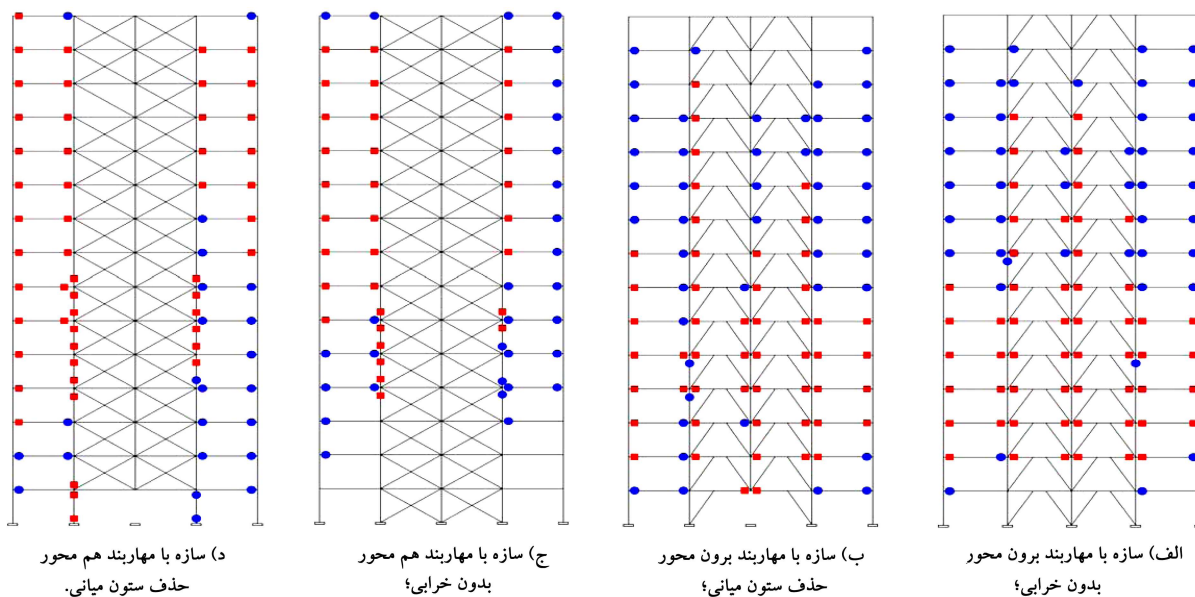 الف) سازه با مهاربند برون محور
بدون خرابی؛
ب) سازه با مهاربند برون محور
حذف ستون میانی؛
ج) سازه با مهاربند هم محور
بدون خرابی؛
د) سازه با مهاربند هم محور
حذف ستون میانی.